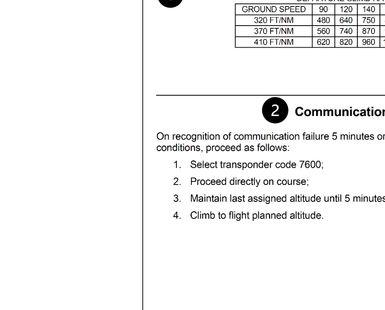 GROUND SPEED 90 120 140
320 FT/NM 480 640 750
370 FT/NM 560 740 870
410 FT/NM 620 820 960
2 Communication
On recognition of communication failure 5 minutes or
conditions, proceed as follows:
1. Select transponder code 7600;
2. Proceed directly on course;
3. Maintain last assigned altitude until 5 minutes
4. Climb to flight planned altitude.